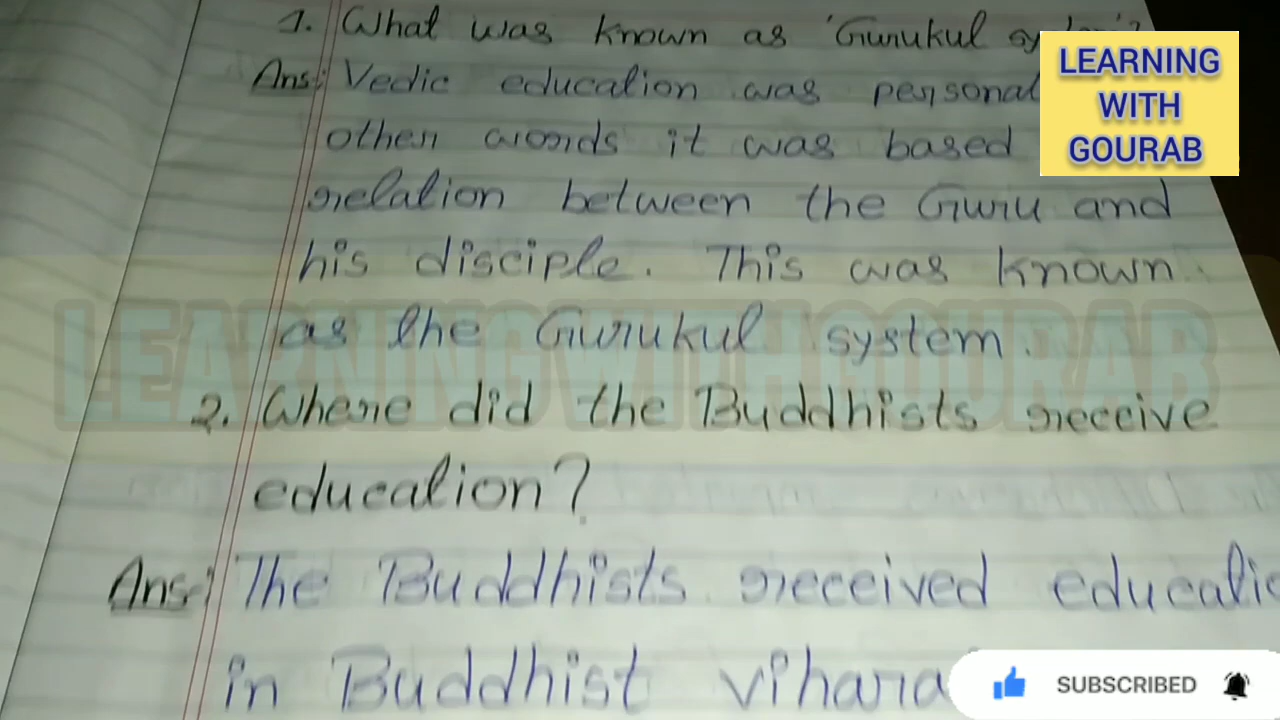 1. What was known as 'Gurukul
Ans: Vedic education was personal
other words it was based
relation between the Guru and
his disciple. This was known
as the Gurukul system.
2. Where did the Buddhists receive
education?
Ans: The Buddhists received
in Buddhist
LEARNING
WITH
GOURAB
LEARNINGWITHGOURAB
SUBSCRIBED